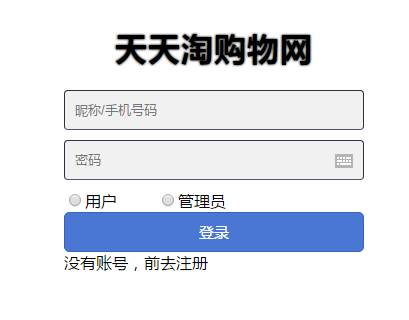 天天淘购物网
昵称/手机号码
密码
用户 管理员
登录
没有账号，前去注册